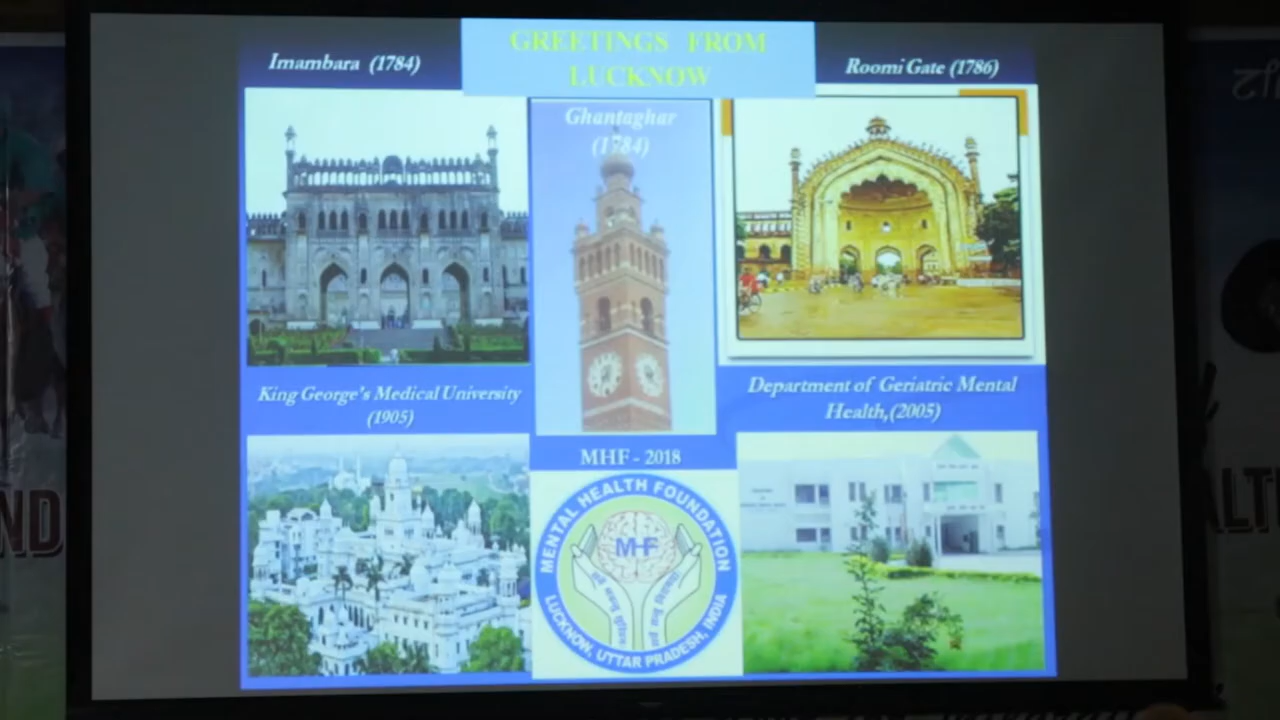 GREETINGS FROM
LUCKNOW
Imambara (1784)
Ghantaghar
(1784)
Roomi Gate (1786)
King George's Medical University
(1905)
Department of Geriatric Mental
Health,(2005)
MHF - 2018
MENTAL HEALTH FOUNDATION
MHF
LUCKNOW, UTTAR PRADESH, INDIA
ND